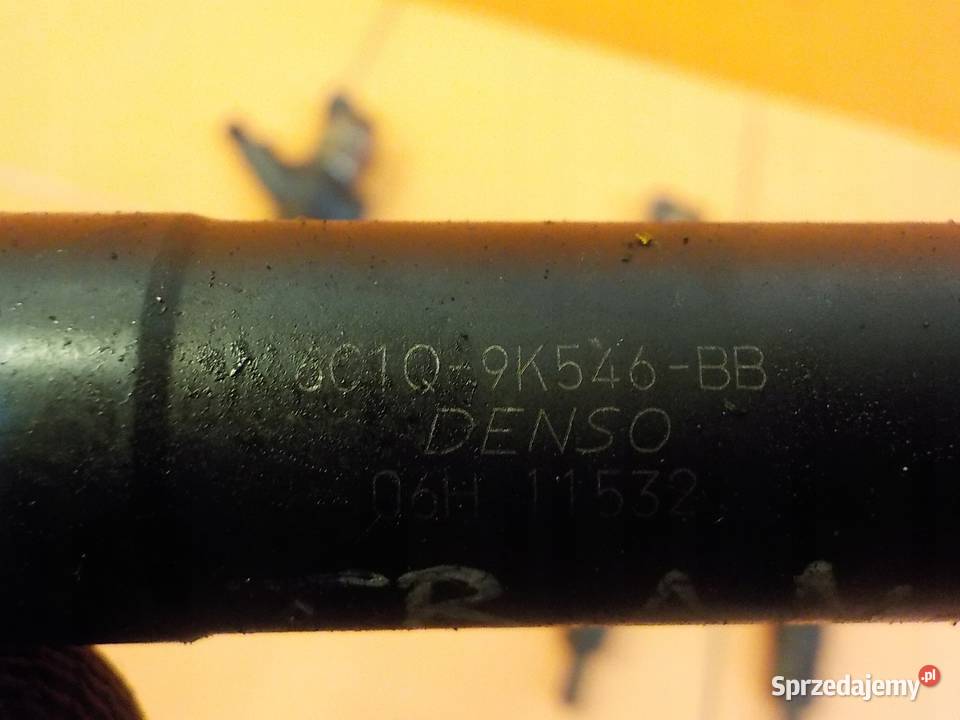 6C1Q-9K546-BB
DENSO
06H 11532
Sprzedajemy.pl